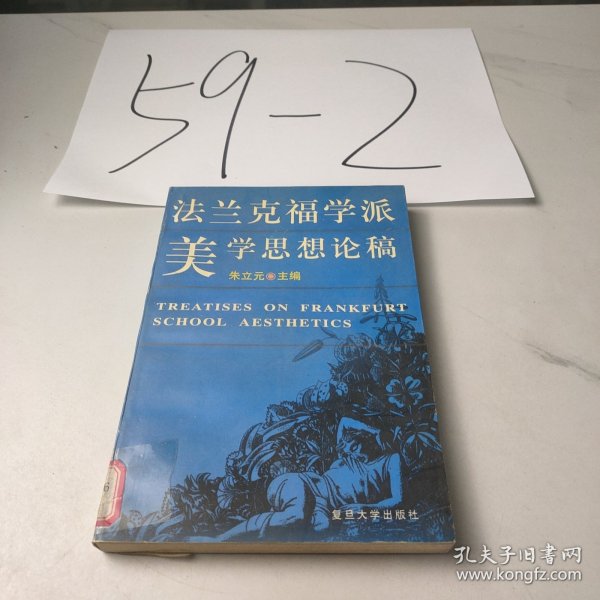 59-2
法兰克福学派
美学思想论稿
朱立元 主编
TREATISES ON FRANKFURT
SCHOOL AESTHETICS
6
复旦大学出版社
孔夫子旧书网
www.kongfz.com